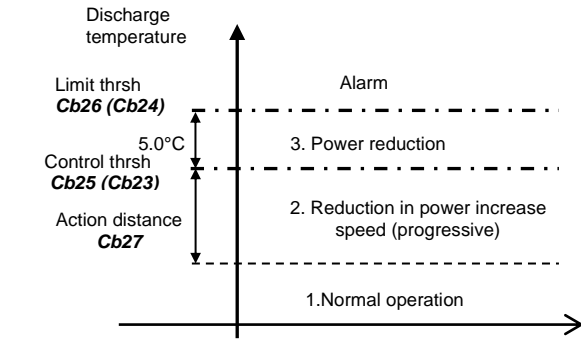 Discharge
temperature
Limit thrsh
Cb26 (Cb24)
Alarm
5.0°C
3. Power reduction
Control thrsh
Cb25 (Cb23)
2. Reduction in power increase
speed (progressive)
Action distance
Cb27
1.Normal operation